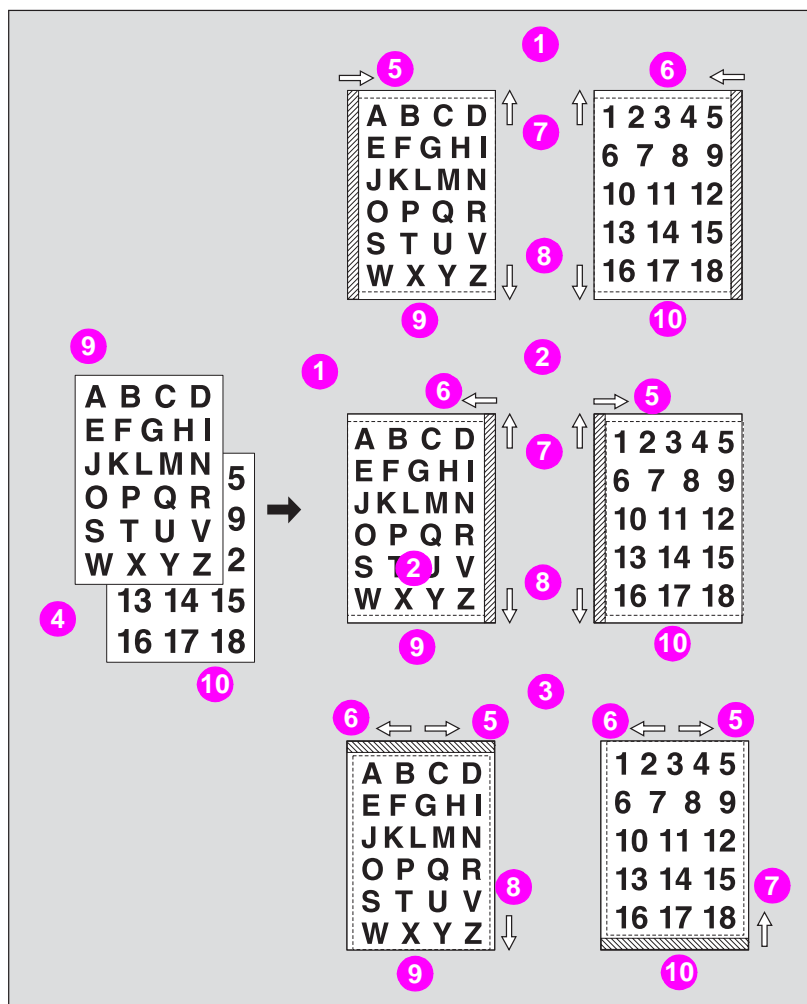 1
5
6
A B C D
E F G H I
J K L M N
O P Q R
S T U V
W X Y Z
7
8
1 2 3 4 5
6 7 8 9
10 11 12
13 14 15
16 17 18
9
10
9
A B C D
E F G H I
J K L M N
O P Q R
S T U V
W X Y Z
5
9
2
13 14 15
16 17 18
4
10
1
2
6
5
A B C D
E F G H I
J K L M N
O P Q R
S T U V
W X Y Z
2
7
8
1 2 3 4 5
6 7 8 9
10 11 12
13 14 15
16 17 18
9
10
3
6
5
6
5
A B C D
E F G H I
J K L M N
O P Q R
S T U V
W X Y Z
8
1 2 3 4 5
6 7 8 9
10 11 12
13 14 15
16 17 18
7
9
10